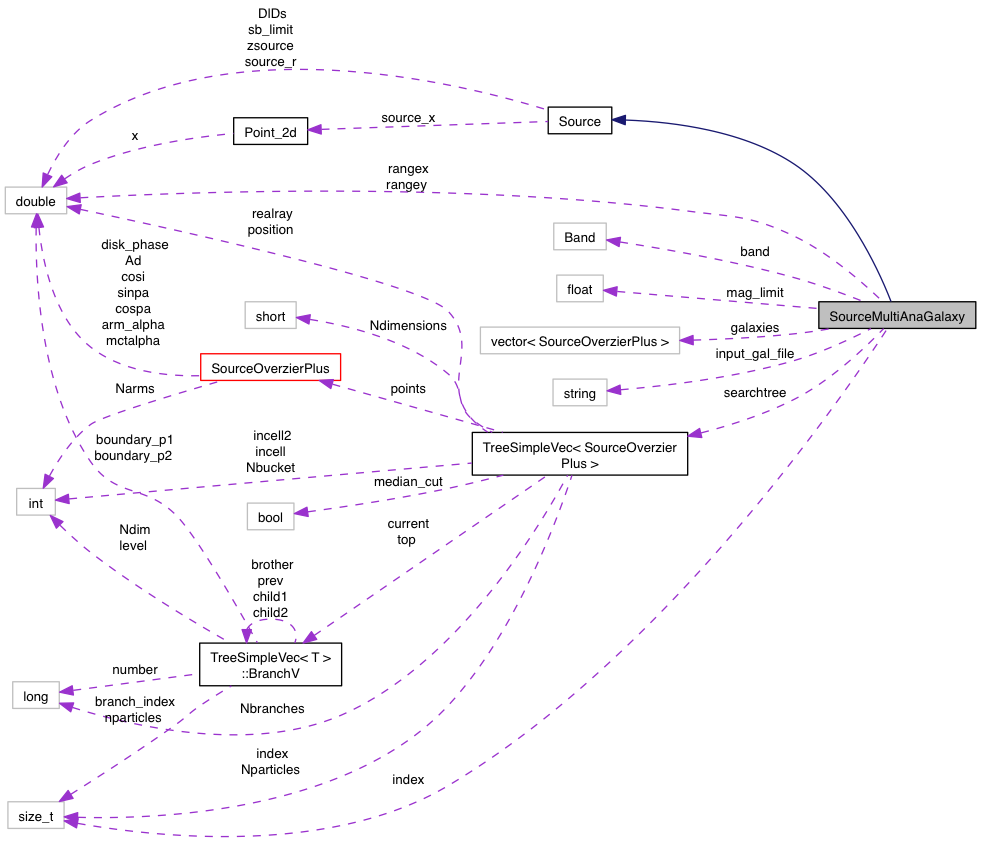 DlDs
sb_limit
zsource
source_r
source_x
Source
Point_2d
x
rangex
rangey
double
realray
position
Band
band
disk_phase
Ad
cosi
sinpa
cospa
arm_alpha
mctalpha
float
mag_limit
SourceMultiAnaGalaxy
short
Ndimensions
vector< SourceOverzierPlus >
galaxies
input_gal_file
SourceOverzierPlus
Narms
points
string
searchtree
boundary_p1
boundary_p2
incell2
incell
Nbucket
TreeSimpleVec< SourceOverzier
Plus >
median_cut
int
bool
current
top
Ndim
level
brother
prev
child1
child2
TreeSimpleVec< T >
::BranchV
number
long
branch_index
nparticles
Nbranches
index
Nparticles
index
size_t